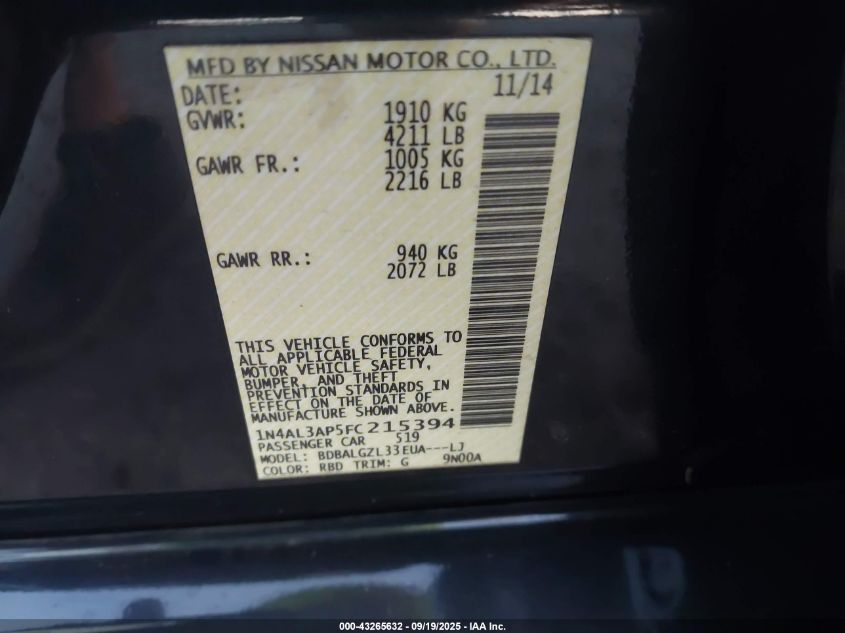 MFD BY NISSAN MOTOR CO., LTD.
DATE: 11/14
GVWR: 1910 KG
4211 LB
GAWR FR.: 1005 KG
2216 LB
GAWR RR.: 940 KG
2072 LB
THIS VEHICLE CONFORMS TO
ALL APPLICABLE FEDERAL
MOTOR VEHICLE SAFETY,
BUMPER, AND THEFT
PREVENTION STANDARDS IN
EFFECT ON THE DATE OF
MANUFACTURE SHOWN ABOVE.
1N4AL3AP5FC215394
PASSENGER CAR 519
MODEL: BDBALGZL33EUA---LJ
COLOR: RBD TRIM: G 9N00A
000-43265632 - 09/19/2025 - IAA Inc.